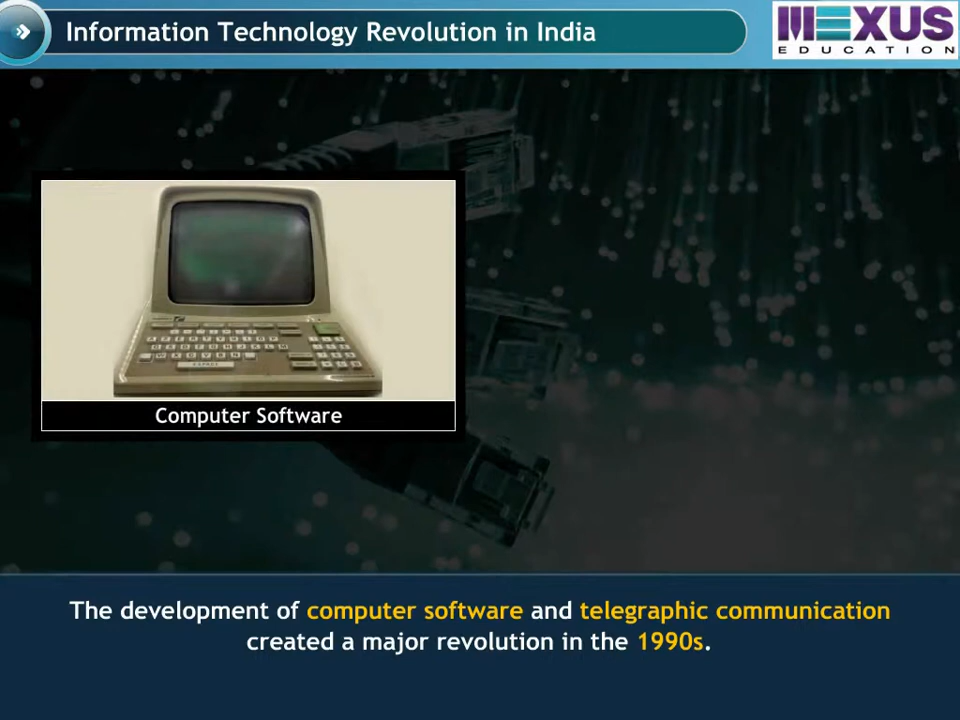 Information Technology Revolution in India
MEXUS
EDUCATION
Computer Software
The development of computer software and telegraphic communication
created a major revolution in the 1990s.